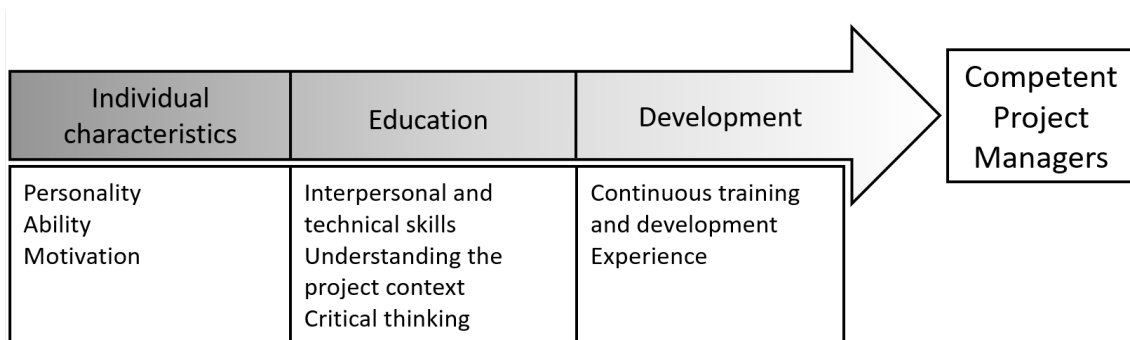 Individual
characteristics
Education
Development
Competent
Project
Managers
Personality
Ability
Motivation
Interpersonal and
technical skills
Understanding the
project context
Critical thinking
Continuous training
and development
Experience